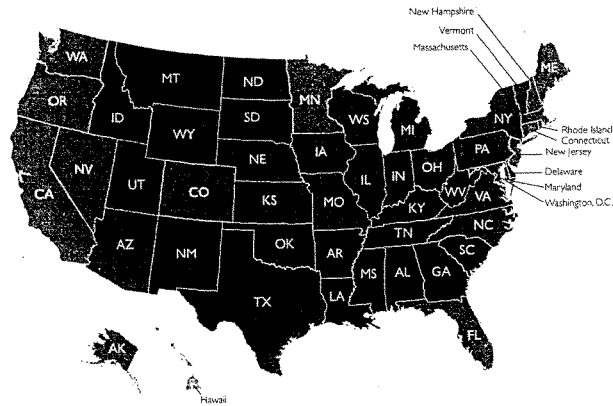 New Hampshire
Vermont
Massachusetts
WA
MT
ND
MN
ME
OR
ID
SD
WS
MI
NY
WY
Rhode Island
Connecticut
New Jersey
NE
IA
PA
NV
UT
CO
IL
IN
OH
Delaware
Maryland
Washington, D.C.
CA
KS
MO
KY
WV
VA
NC
AZ
NM
OK
AR
TN
SC
TX
LA
MS
AL
GA
FL
AK
Hawaii